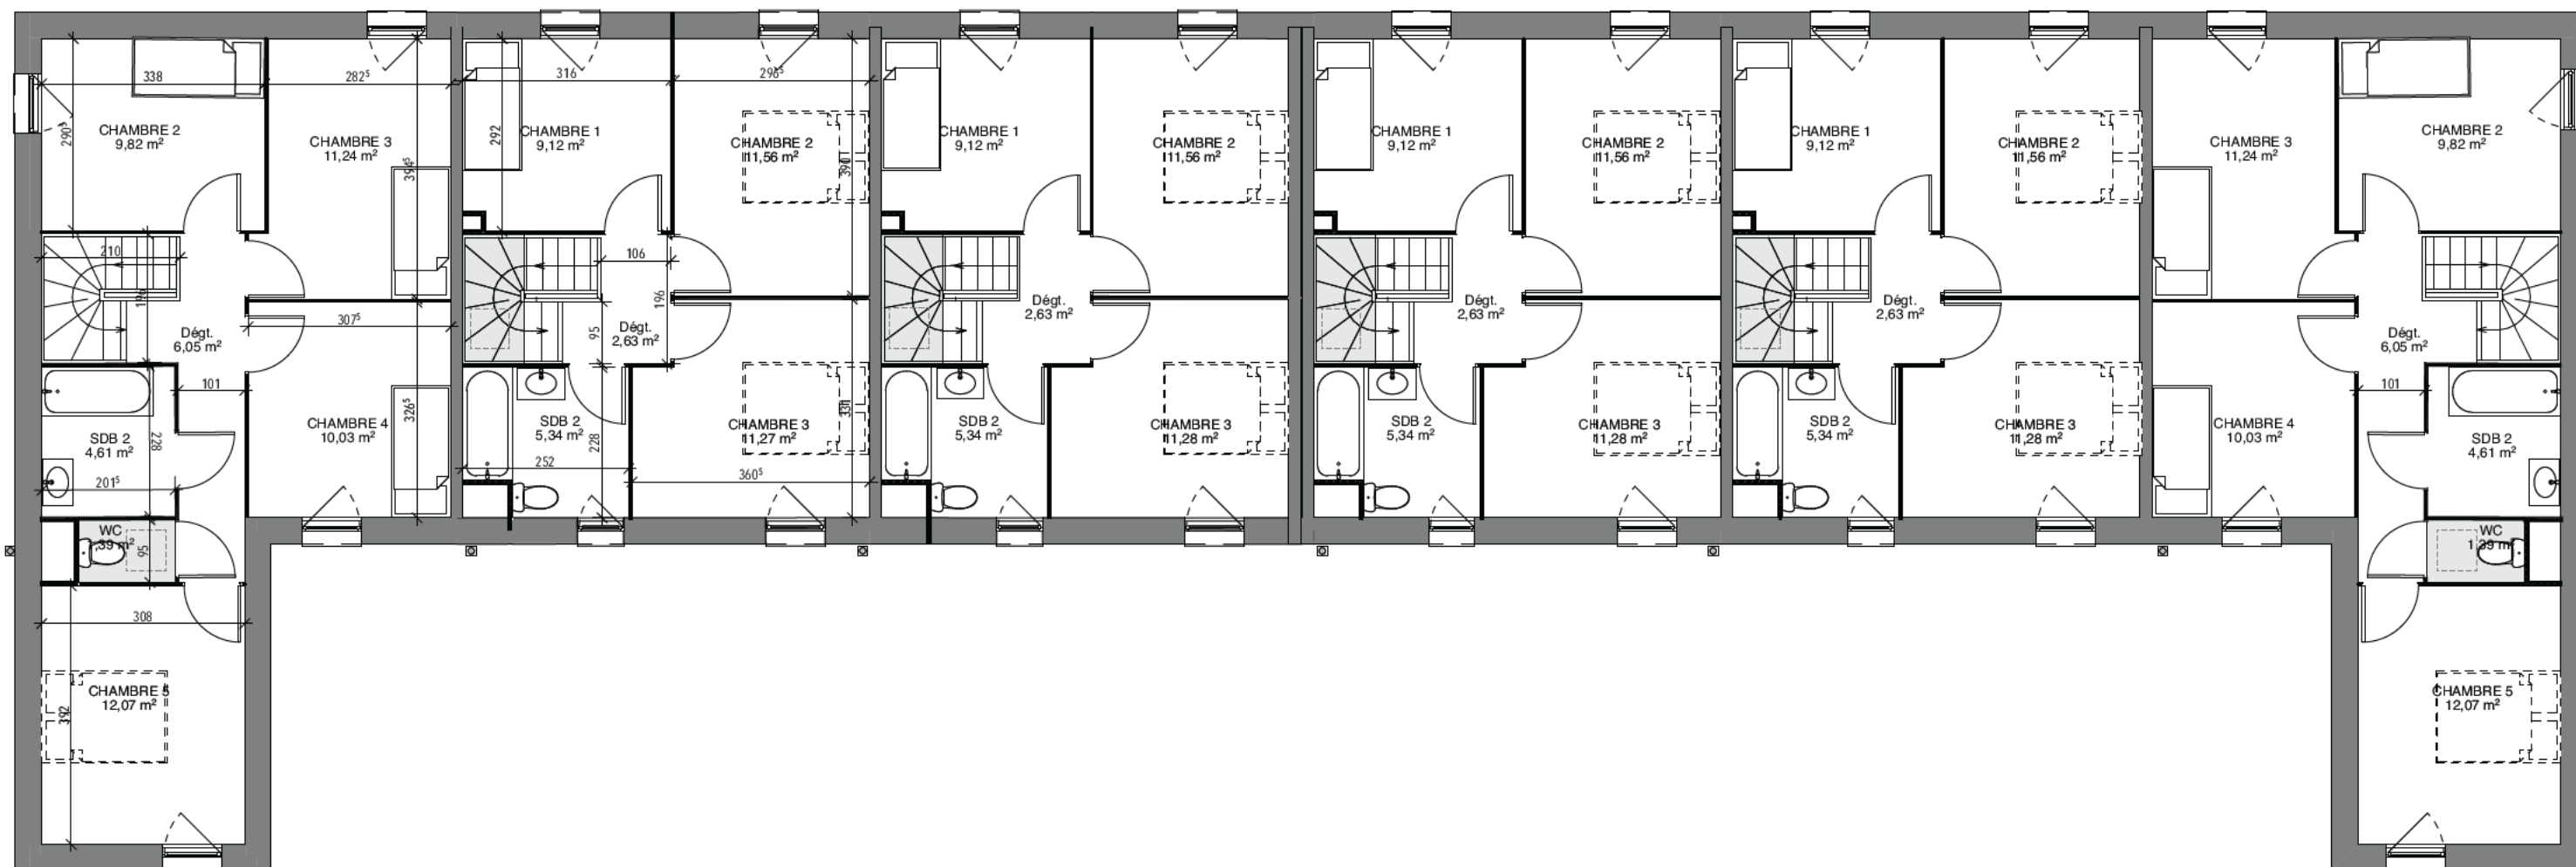 338
282⁵
316
296⁵
290⁵
CHAMBRE 2
9,82 m²
CHAMBRE 3
11,24 m²
394⁵
292
CHAMBRE 1
9,12 m²
CHAMBRE 2
11,56 m²
390
CHAMBRE 1
9,12 m²
CHAMBRE 2
11,56 m²
CHAMBRE 1
9,12 m²
CHAMBRE 2
11,56 m²
CHAMBRE 1
9,12 m²
CHAMBRE 2
11,56 m²
CHAMBRE 3
11,24 m²
CHAMBRE 2
9,82 m²
210
196
106
196
95
307⁵
Dégt.
6,05 m²
Dégt.
2,63 m²
Dégt.
2,63 m²
Dégt.
2,63 m²
Dégt.
2,63 m²
Dégt.
6,05 m²
101
101
SDB 2
4,61 m²
228
201⁵
CHAMBRE 4
10,03 m²
326⁵
SDB 2
5,34 m²
228
252
CHAMBRE 3
11,27 m²
331
360⁵
SDB 2
5,34 m²
CHAMBRE 3
11,28 m²
SDB 2
5,34 m²
CHAMBRE 3
11,28 m²
SDB 2
5,34 m²
CHAMBRE 3
11,28 m²
CHAMBRE 4
10,03 m²
SDB 2
4,61 m²
WC
,39 m²
95
WC
1,39 m²
308
CHAMBRE 5
12,07 m²
392
CHAMBRE 5
12,07 m²